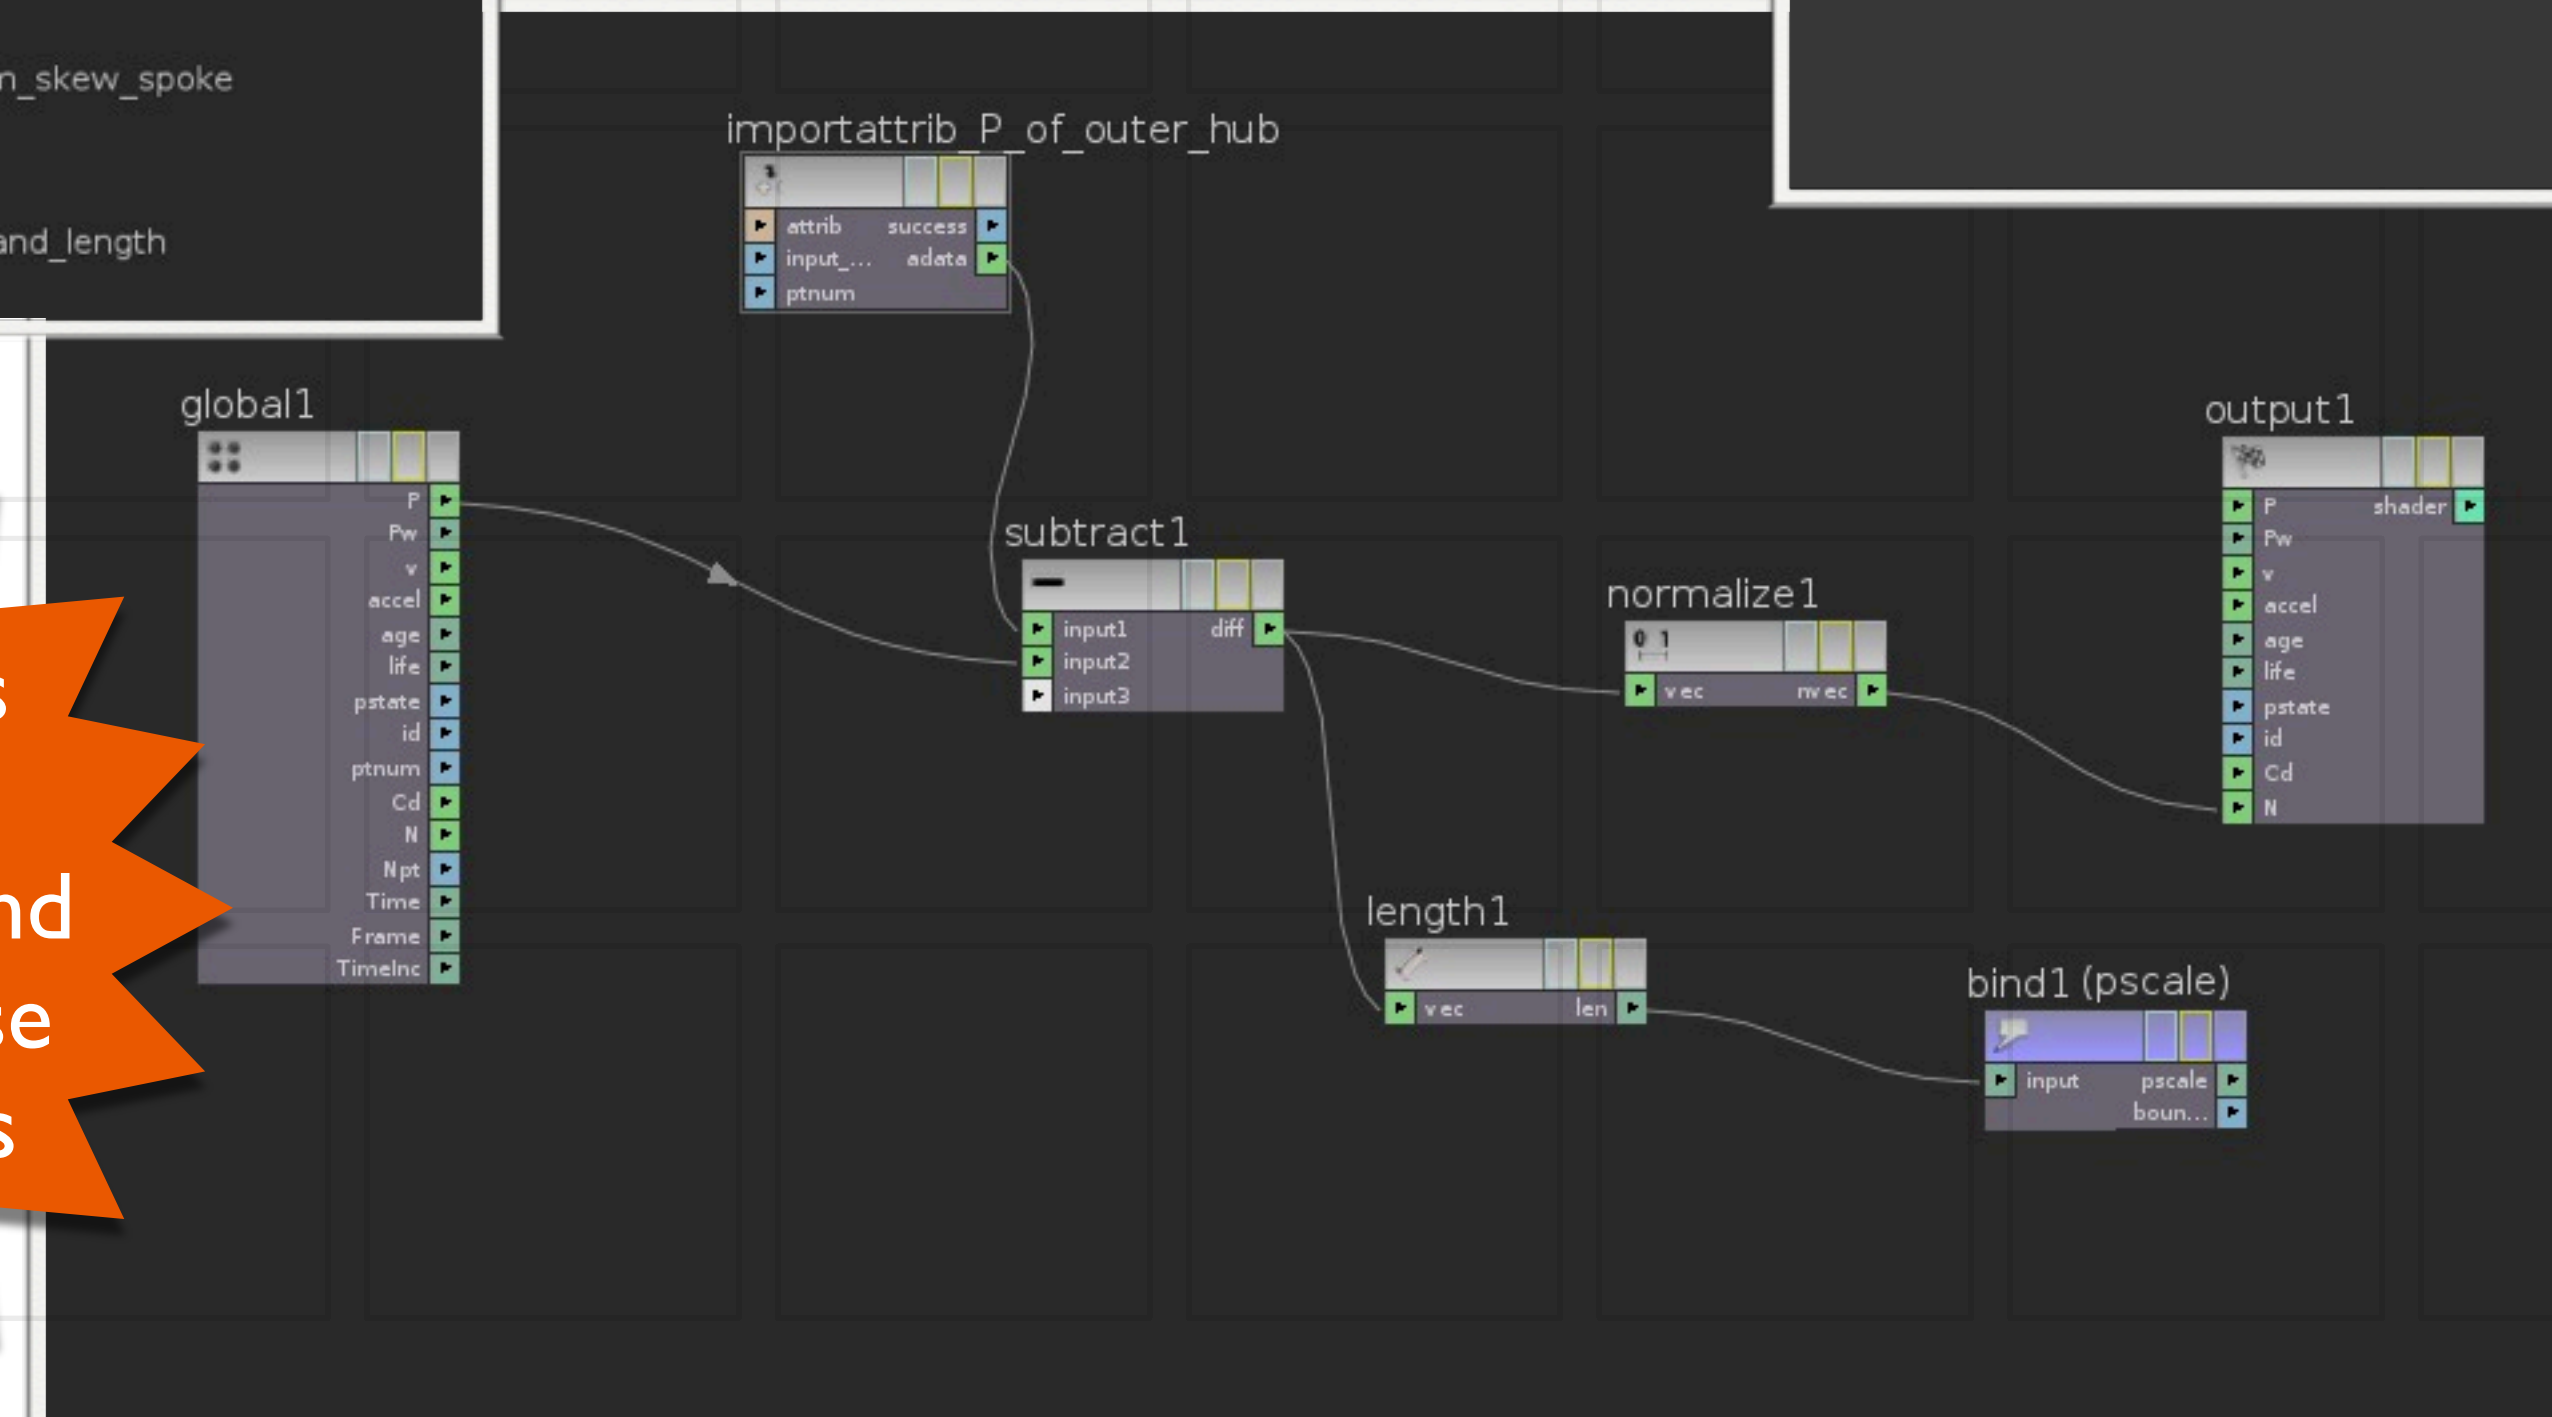 n_skew_spoke
and_length
importattrib_P_of_outer_hub
attrib success
input_... adata
ptnum
global1
P
Pw
v
accel
age
life
pstate
id
ptnum
Cd
N
Npt
Time
Frame
TimeInc
s
nd
se
s
subtract1
input1 diff
input2
input3
normalize1
0 1
vec nvec
length1
vec len
bind1 (pscale)
input pscale
boun...
output1
P shader
Pw
v
accel
age
life
pstate
id
Cd
N